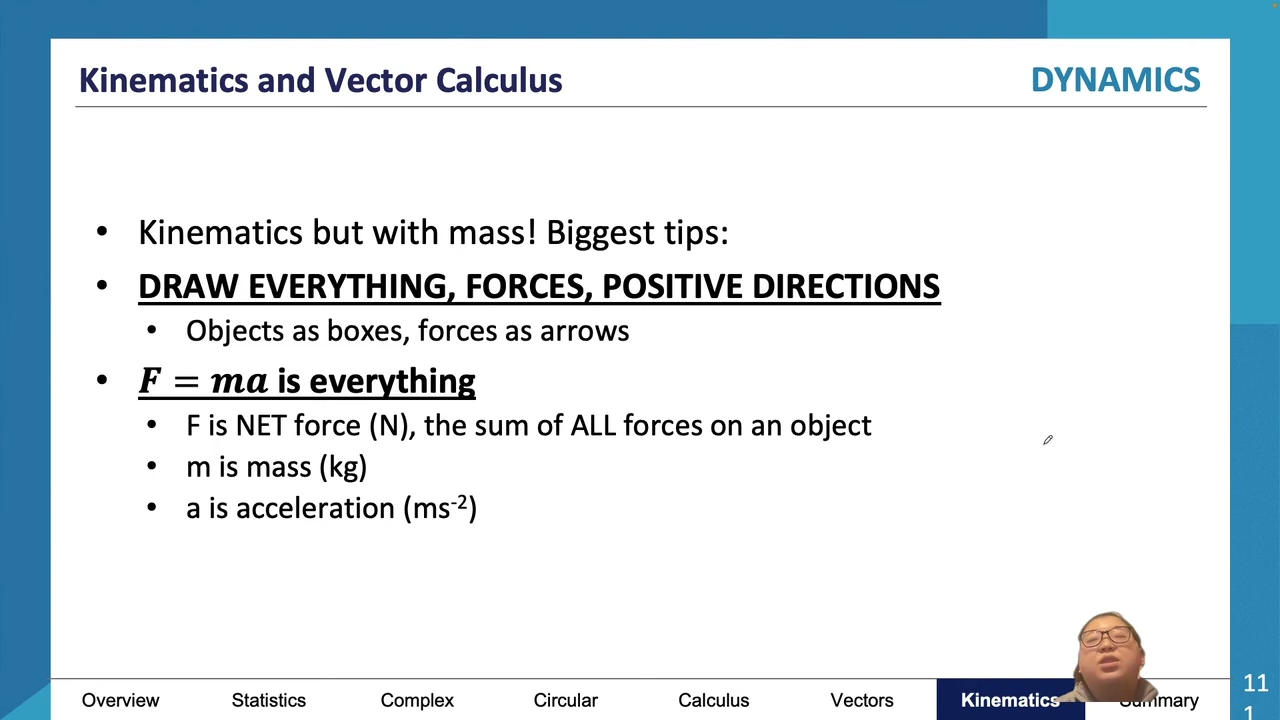 Kinematics and Vector Calculus
DYNAMICS
• Kinematics but with mass! Biggest tips:
• DRAW EVERYTHING, FORCES, POSITIVE DIRECTIONS
• Objects as boxes, forces as arrows
• F = ma is everything
• F is NET force (N), the sum of ALL forces on an object
• m is mass (kg)
• a is acceleration (ms⁻²)
Overview Statistics Complex Circular Calculus Vectors Kinematics Summary
11
1